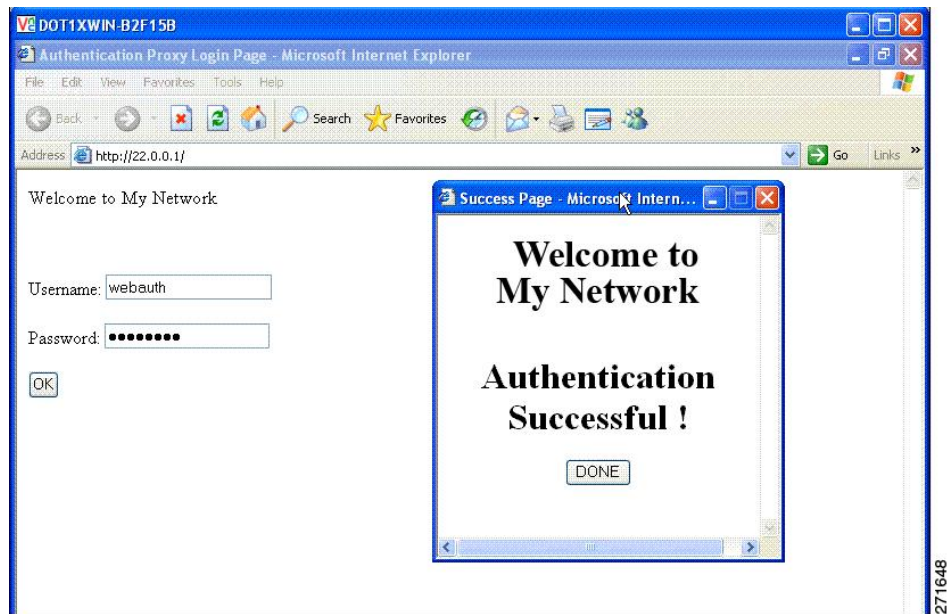 DOT1XWIN-B2F15B
Authentication Proxy Login Page - Microsoft Internet Explorer
File Edit View Favorites Tools Help
Back Search Favorites
Address http://22.0.0.1/ Go Links »
Welcome to My Network
Username: webauth
Password: ●●●●●●●●
OK
Success Page - Microsoft Intern...
Welcome to
My Network
Authentication
Successful !
DONE
271648